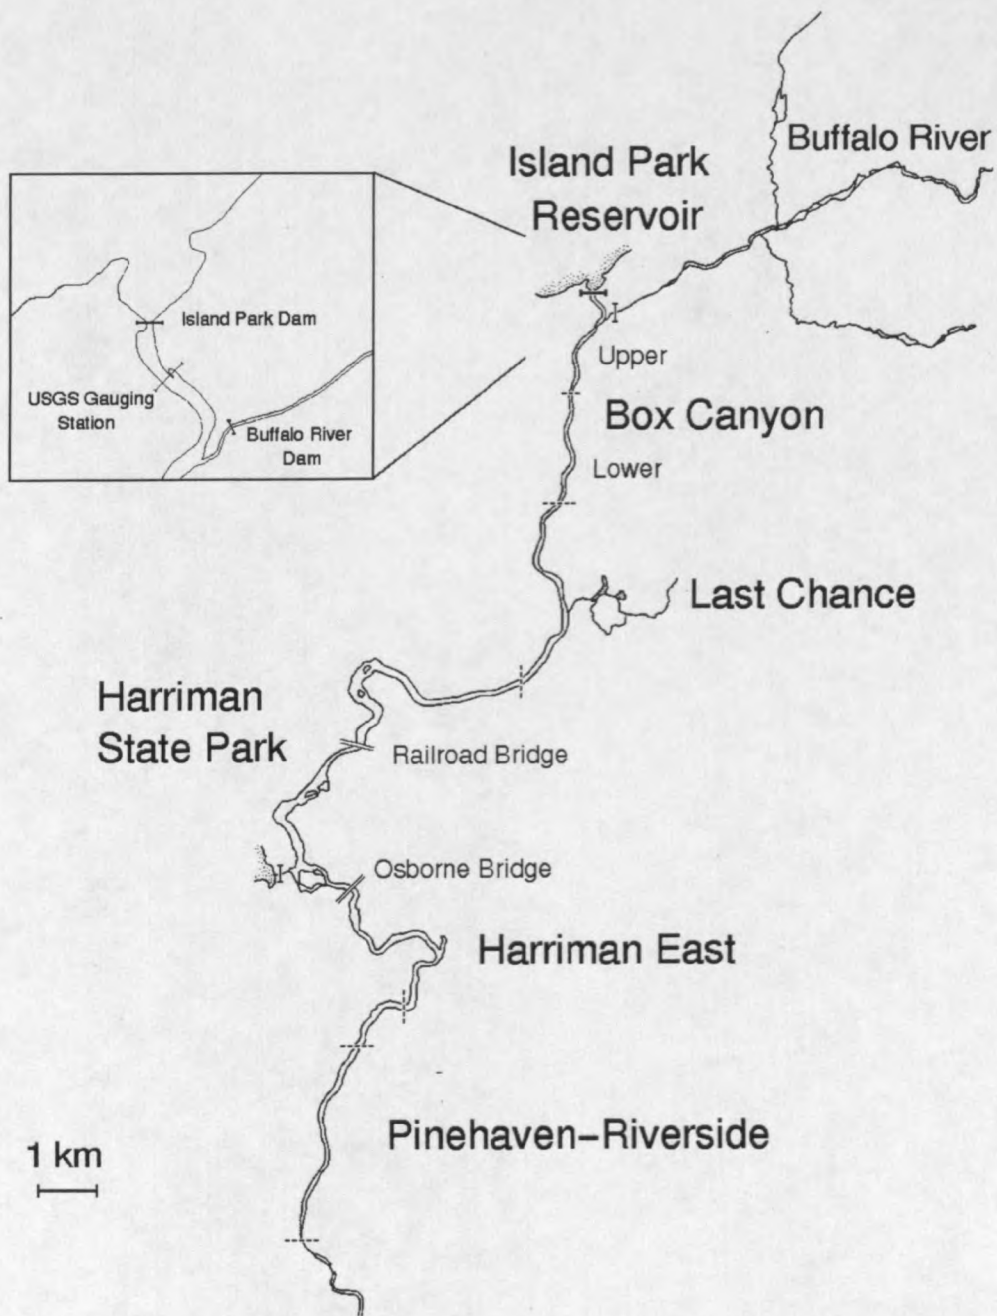 Buffalo River
Island Park
Reservoir
Island Park Dam
USGS Gauging
Station
Buffalo River
Dam
Upper
Box Canyon
Lower
Last Chance
Harriman
State Park
Railroad Bridge
Osborne Bridge
Harriman East
Pinehaven–Riverside
1 km